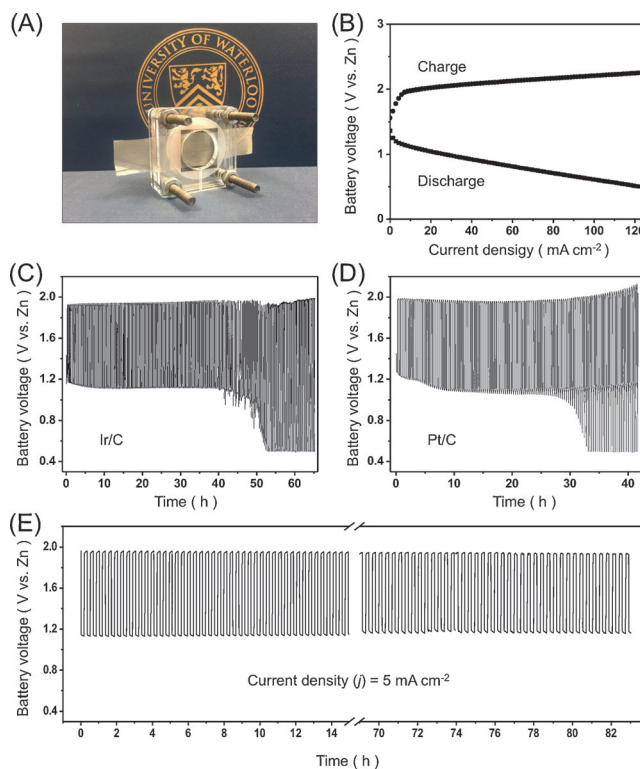 (A)
UNIVERSITY OF WATERLOO
(B)
Battery voltage ( V vs. Zn )
3
2
1
0
Charge
Discharge
0 20 40 60 80 100 120
Current densigy ( mA cm-2 )
(C)
Battery voltage ( V vs. Zn )
2.0
1.6
1.2
0.8
0.4
Ir/C
0 10 20 30 40 50 60
Time ( h )
(D)
Battery voltage ( V vs. Zn )
2.0
1.6
1.2
0.8
0.4
Pt/C
0 10 20 30 40
Time ( h )
(E)
Battery voltage ( V vs. Zn )
2.0
1.6
1.2
0.8
0.4
Current density (j) = 5 mA cm-2
0 2 4 6 8 10 12 14 70 72 74 76 78 80 82
Time ( h )